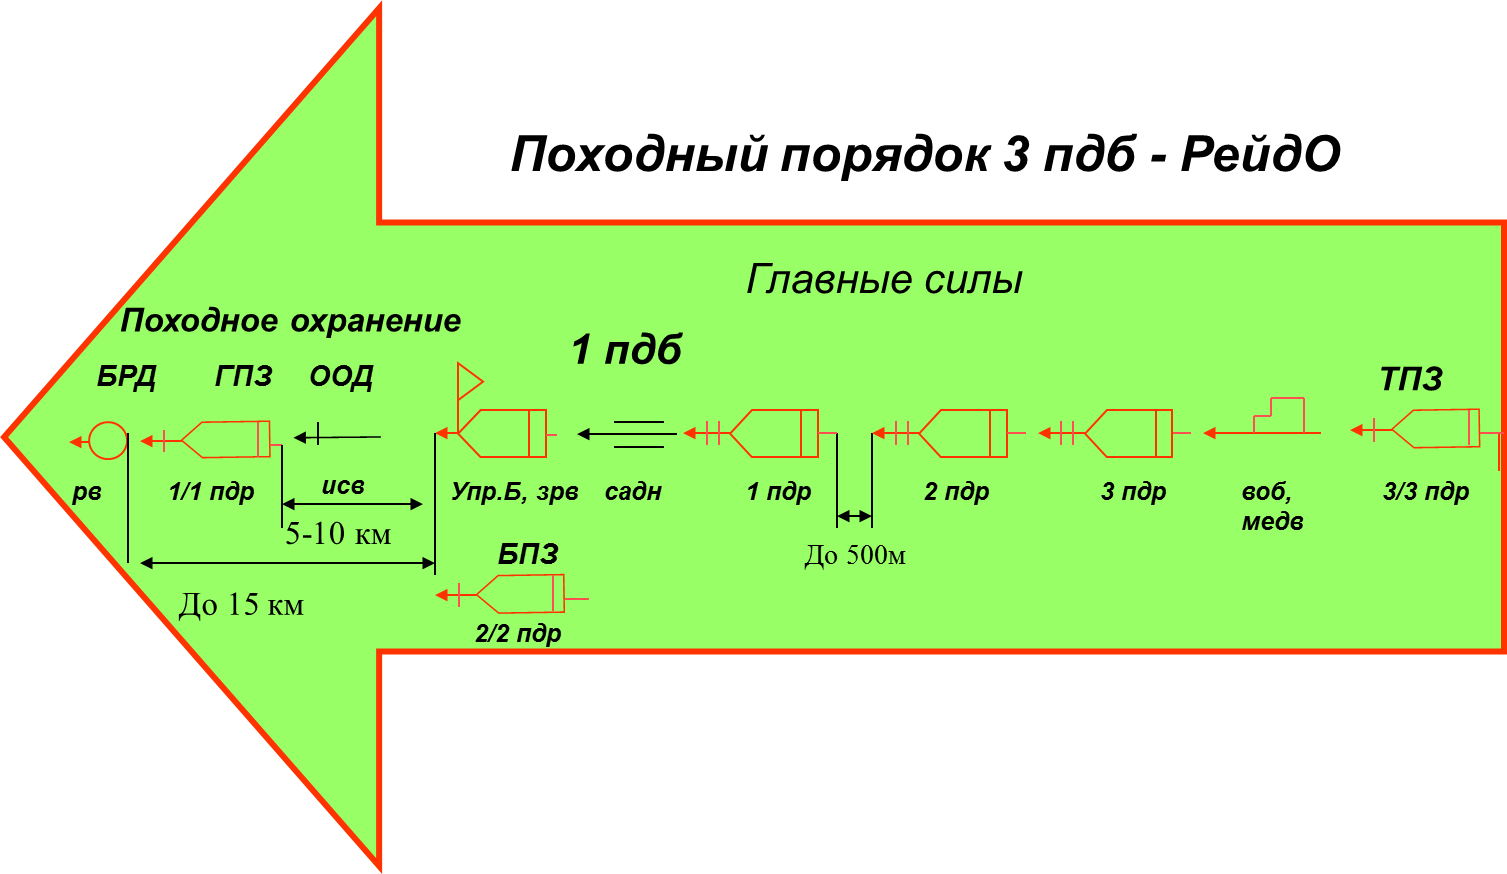 Походный порядок 3 пдб - РейдО
Главные силы
Походное охранение
1 пдб
БРД
ГПЗ
ООД
ТПЗ
рв
1/1 пдр
исв
Упр.Б, зрв
садн
1 пдр
2 пдр
3 пдр
воб,
медв
3/3 пдр
5-10 км
До 500м
БПЗ
До 15 км
2/2 пдр